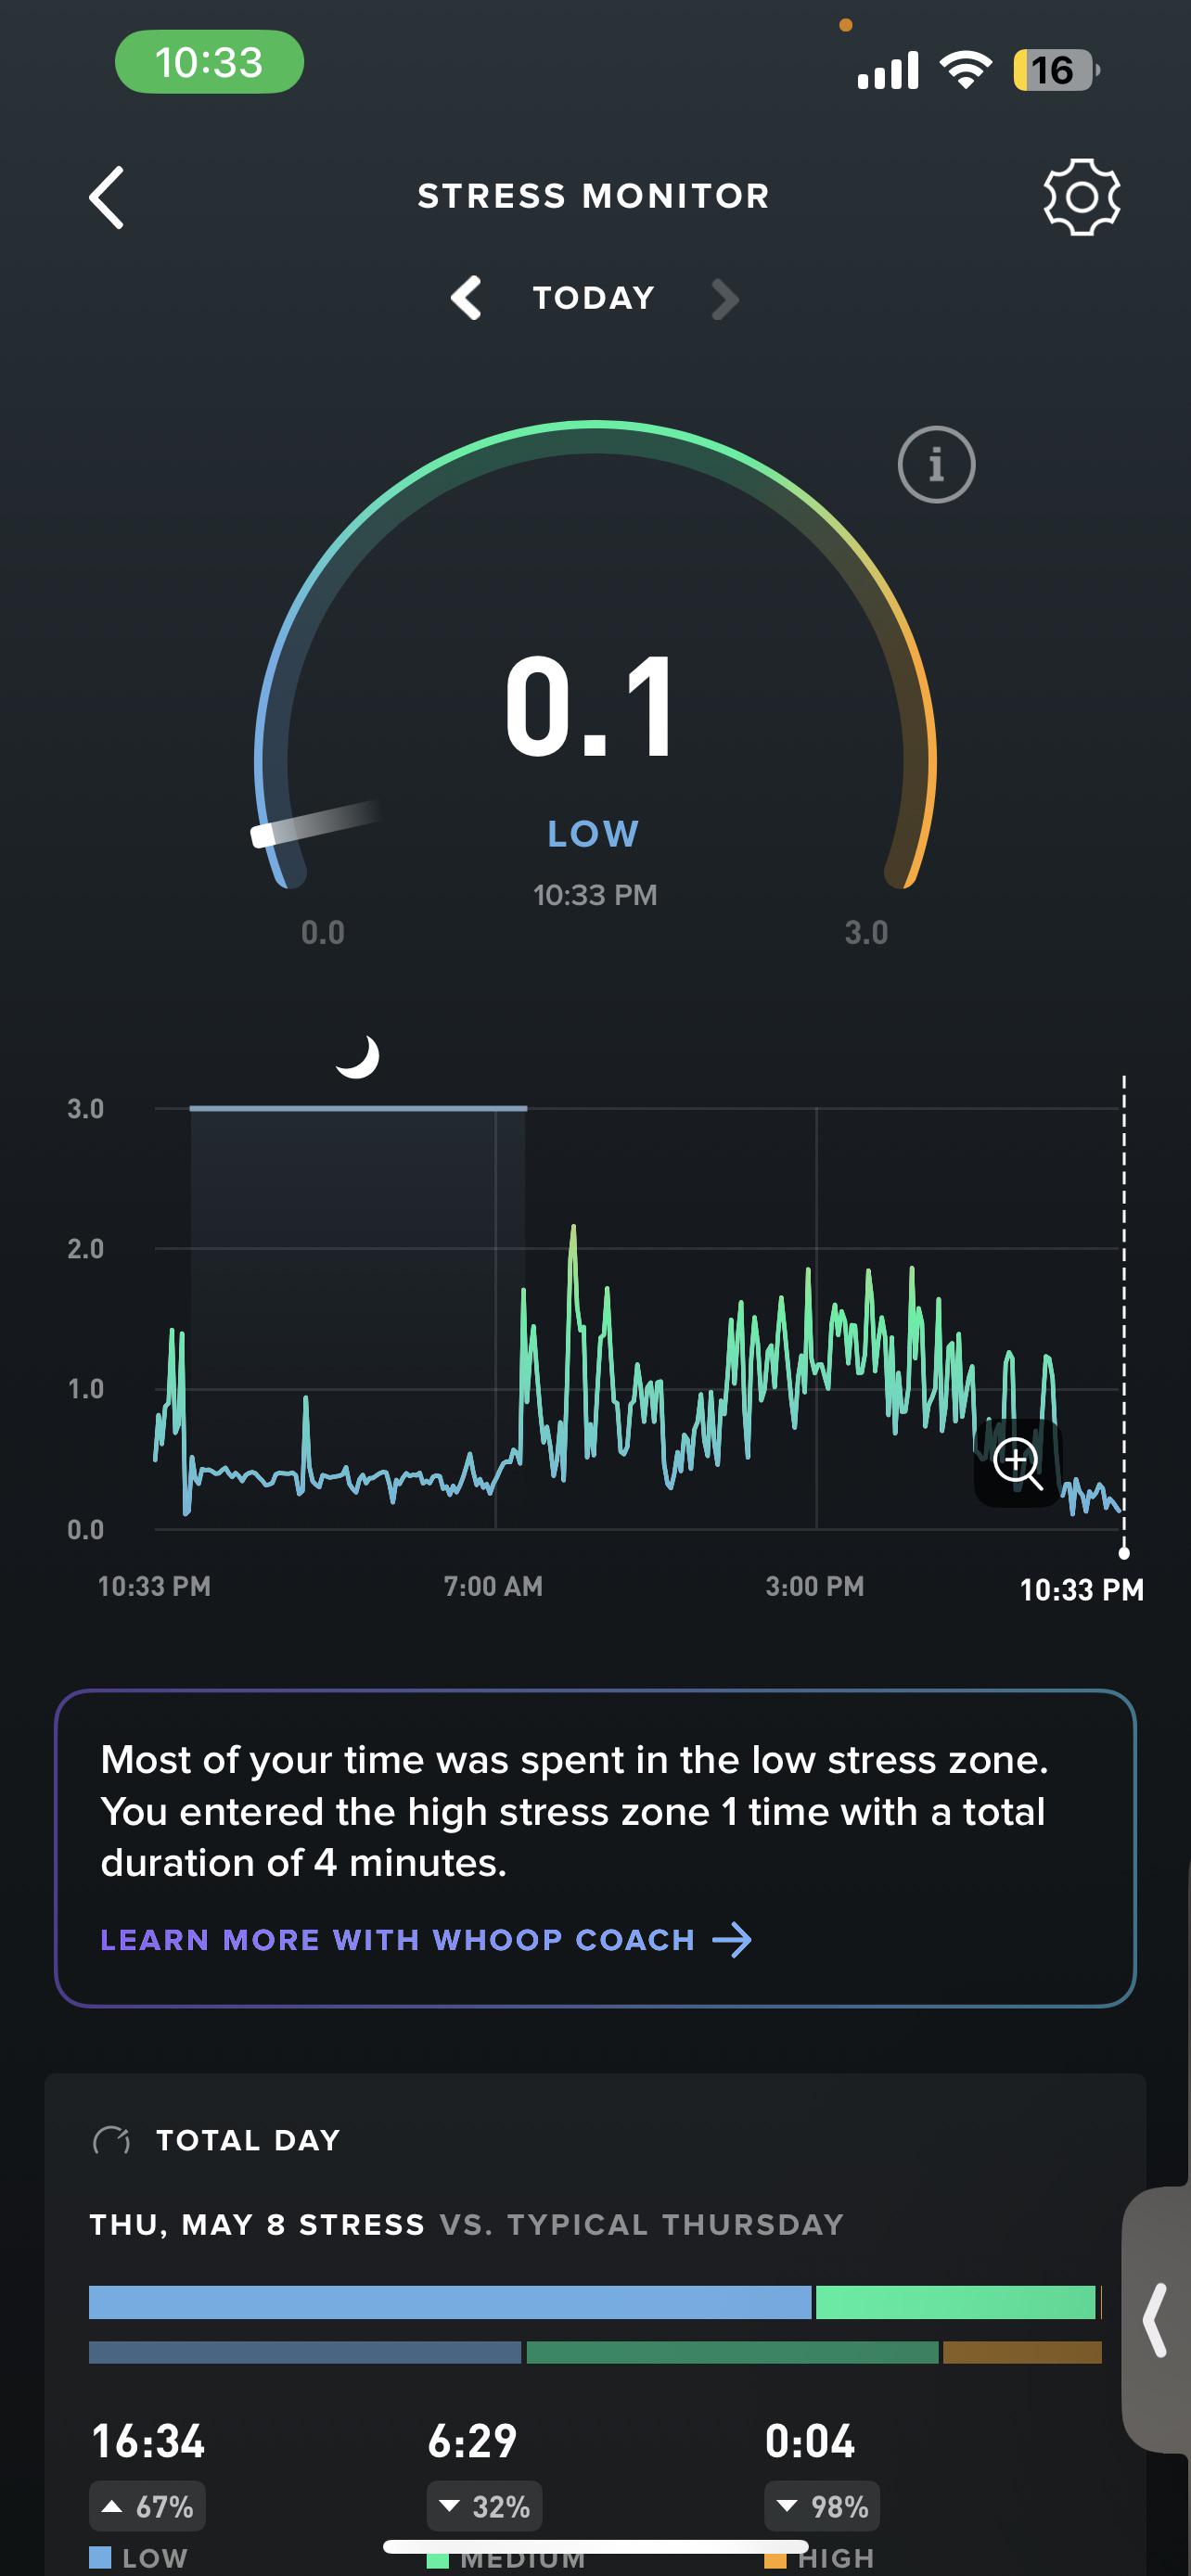 10:33
16
STRESS MONITOR
TODAY
i
0.1
LOW
10:33 PM
0.0 3.0
3.0
2.0
1.0
0.0
10:33 PM 7:00 AM 3:00 PM 10:33 PM
Most of your time was spent in the low stress zone.
You entered the high stress zone 1 time with a total
duration of 4 minutes.
LEARN MORE WITH WHOOP COACH
TOTAL DAY
THU, MAY 8 STRESS VS. TYPICAL THURSDAY
16:34 6:29 0:04
67% 32% 98%
LOW MEDIUM HIGH